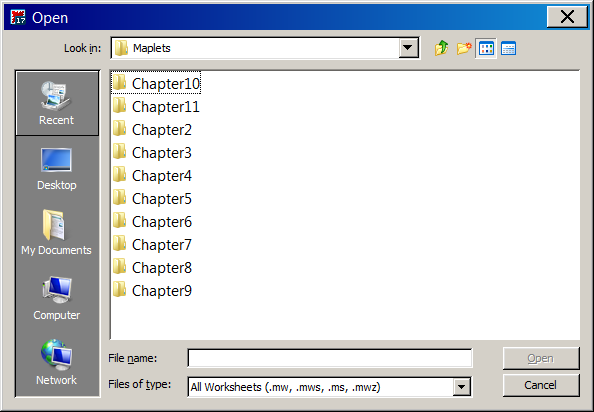 17 Open
Look in: Maplets
Recent
Desktop
My Documents
Computer
Network
Chapter10
Chapter11
Chapter2
Chapter3
Chapter4
Chapter5
Chapter6
Chapter7
Chapter8
Chapter9
File name: Open
Files of type: All Worksheets (.mw, .mws, .ms, .mwz) Cancel